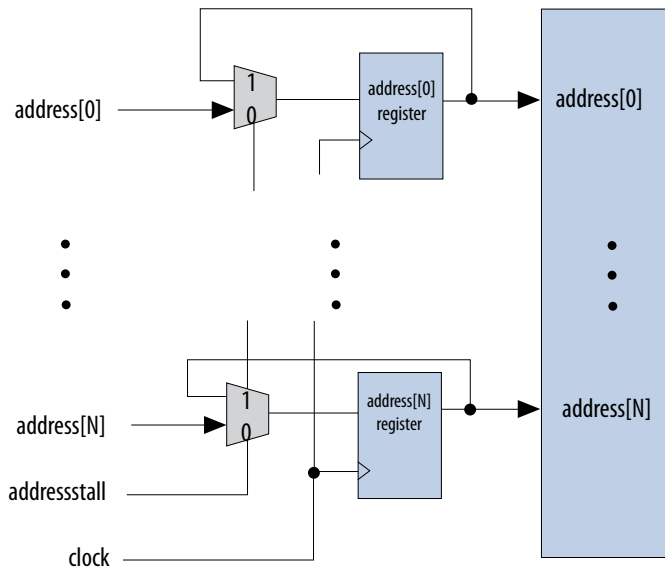 1
0
address[0]
address[0]
register
address[0]
1
0
address[N]
address[N]
register
address[N]
addressstall
clock